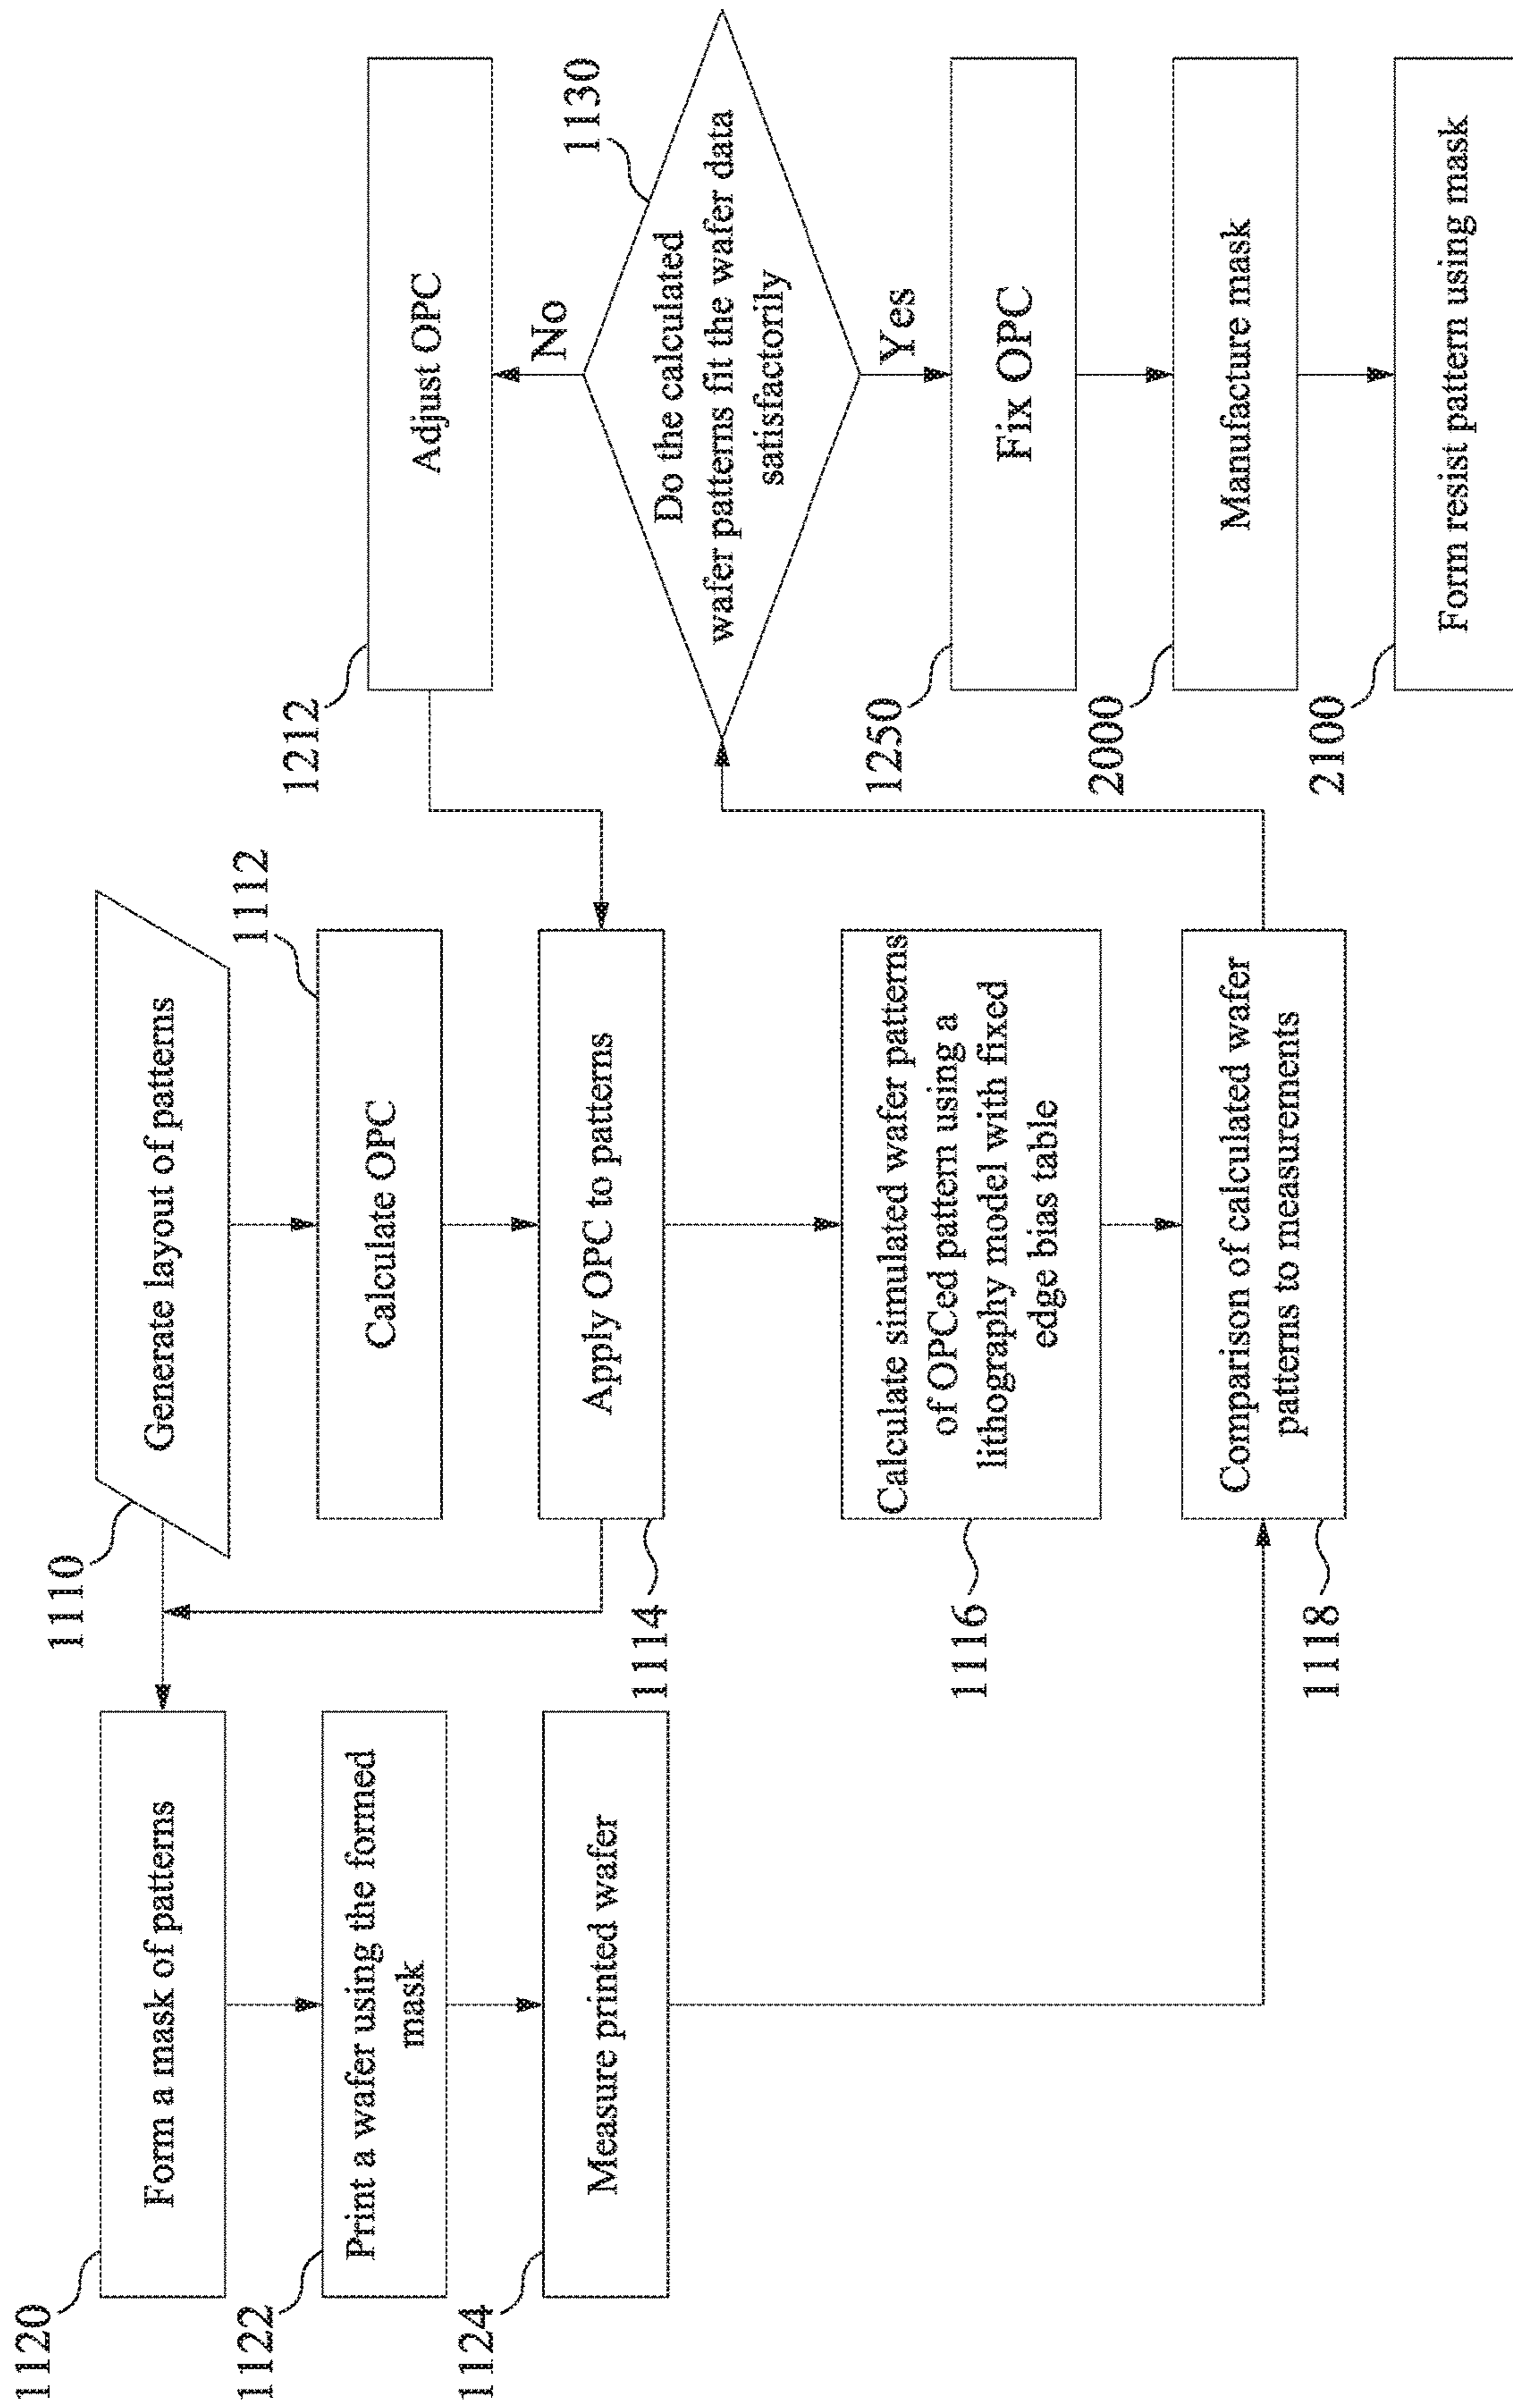 1120
Form a mask of patterns
1122
Print a wafer using the formed
mask
1124
Measure printed wafer
1110
Generate layout of patterns
1112
Calculate OPC
Apply OPC to patterns
1114
Calculate simulated wafer patterns
of OPCed pattern using a
lithography model with fixed
edge bias table
1116
Comparison of calculated wafer
patterns to measurements
1118
1212
Adjust OPC
No
1130
Do the calculated
wafer patterns fit the wafer data
satisfactorily
Yes
1250
Fix OPC
2000
Manufacture mask
2100
Form resist pattern using mask